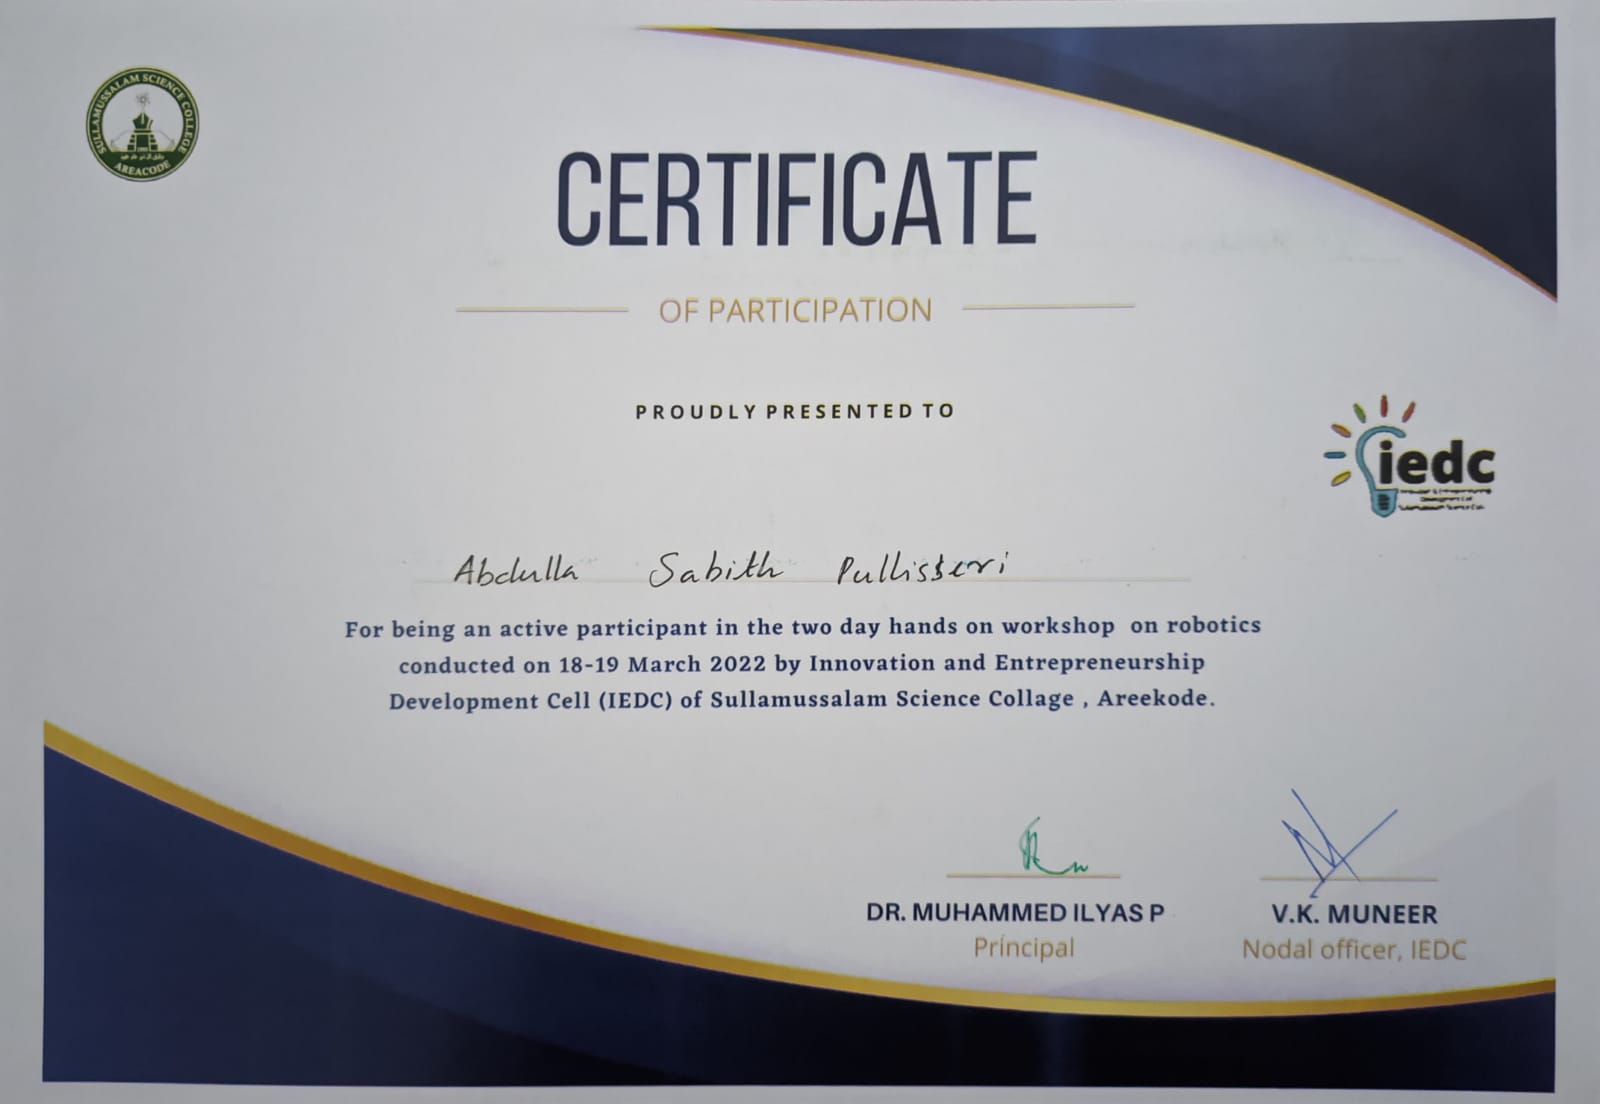 SULLAMUSSALAM SCIENCE COLLEGE
AREACODE
CERTIFICATE
OF PARTICIPATION
PROUDLY PRESENTED TO
iedc
Abdulla Sabith Pullisseri
For being an active participant in the two day hands on workshop on robotics
conducted on 18-19 March 2022 by Innovation and Entrepreneurship
Development Cell (IEDC) of Sullamussalam Science Collage , Areekode.
DR. MUHAMMED ILYAS P
Principal
V.K. MUNEER
Nodal officer, IEDC